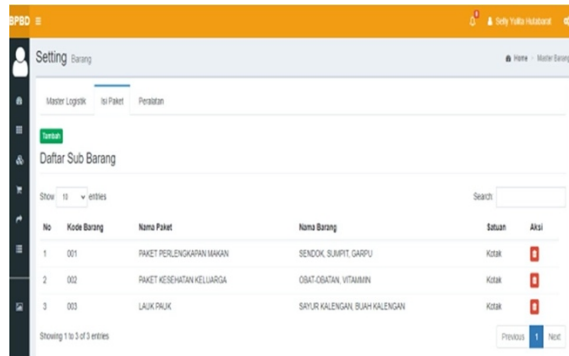 BPBD
0 Selly Yalita Hutabarat
Setting Barang
Home - Master Barang
Master Logistik Isi Paket Peralatan
Tambah
Daftar Sub Barang
Show 10 entries Search:
No Kode Barang Nama Paket Nama Barang Satuan Aksi
1 001 PAKET PERLENGKAPAN MAKAN SENDOK, SUMPIT, GARPU Kotak
2 002 PAKET KESEHATAN KELUARGA OBAT-OBATAN, VITAMMIN Kotak
3 003 LAUK PAUK SAYUR KALENGAN, BUAH KALENGAN Kotak
Showing 1 to 3 of 3 entries
Previous 1 Next